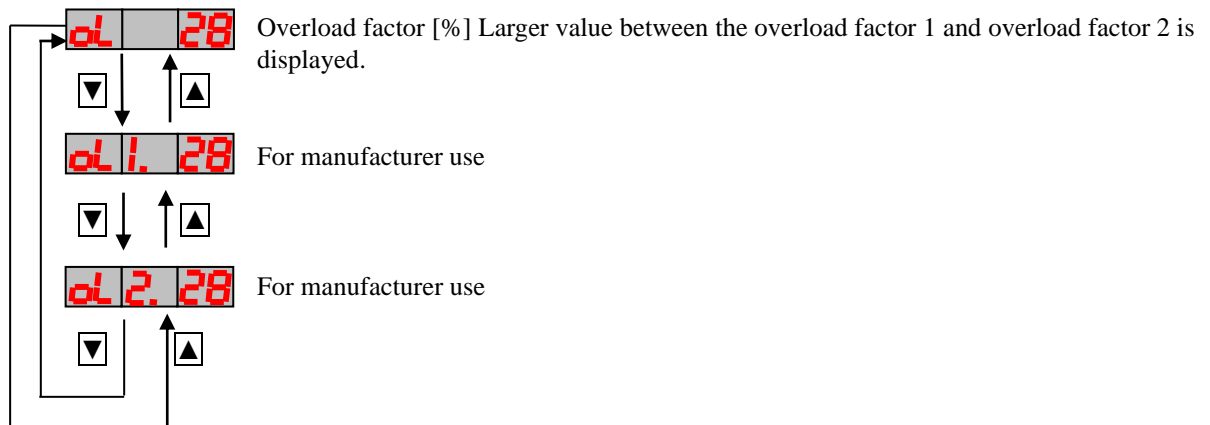 oL 28
Overload factor [%] Larger value between the overload factor 1 and overload factor 2 is
displayed.
▼ ▲
oL 1. 28
For manufacturer use
▼ ▲
oL 2. 28
For manufacturer use
▼ ▲